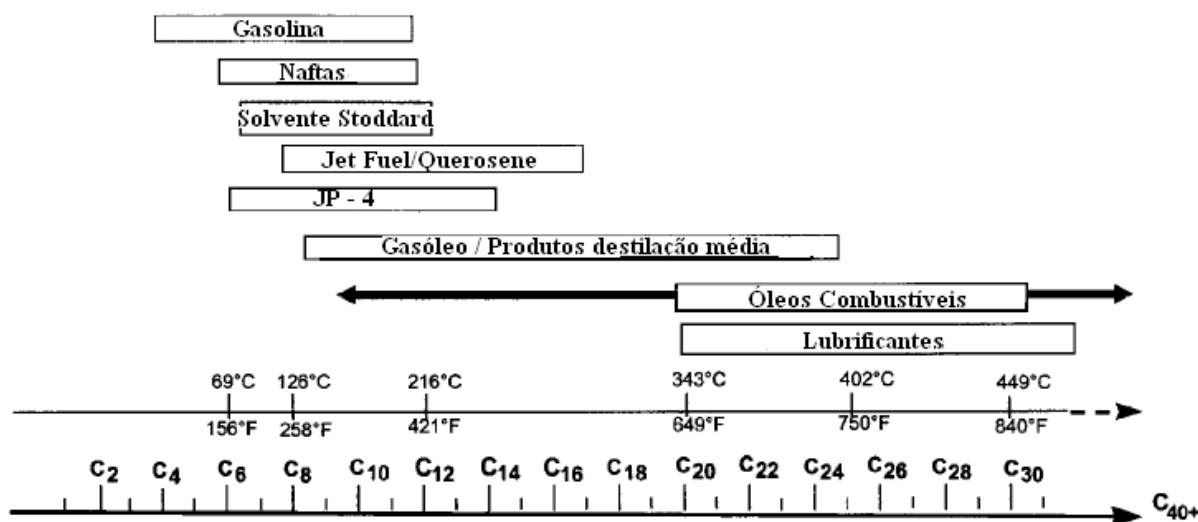 Gasolina
Naftas
Solvente Stoddard
Jet Fuel/Querosene
JP - 4
Gasóleo / Produtos destilação média
Óleos Combustíveis
Lubrificantes
69°C 126°C 216°C 343°C 402°C 449°C
156°F 258°F 421°F 649°F 750°F 840°F
C2 C4 C6 C8 C10 C12 C14 C16 C18 C20 C22 C24 C26 C28 C30 C40+